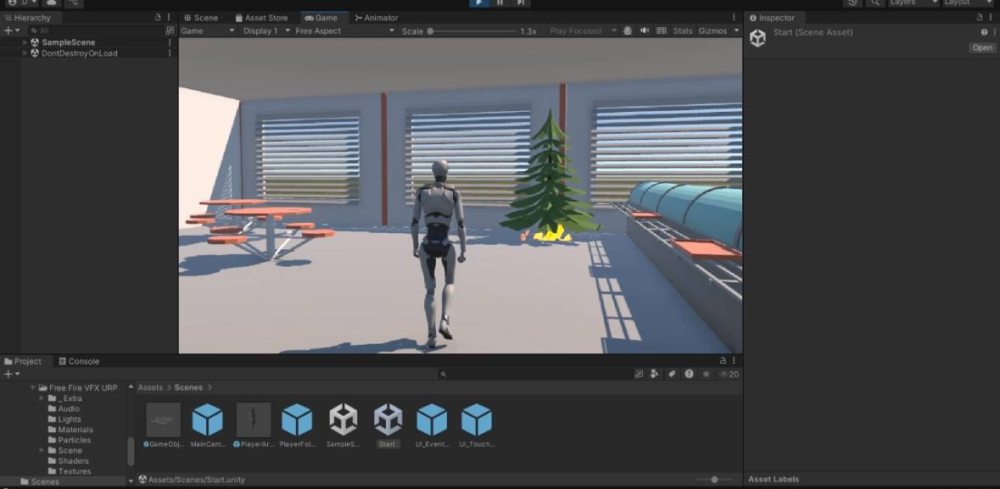 D
Layers
Layout
Hierarchy
Scene
Asset Store
Game
Animator
Inspector
All
Game
Display 1
Free Aspect
Scale
1.3x
Play Focused
Stats
Gizmos
Start (Scene Asset)
Open
SampleScene
DontDestroyOnLoad
Project
Console
20
Free Fire VFX URP
_Extra
Audio
Lights
Materials
Particles
Scene
Shaders
Textures
Scenes
Assets > Scenes >
GameObj...
MainCam...
PlayerAr...
PlayerFol...
SampleS...
Start
UI_Event...
UI_Touch...
Assets/Scenes/Start.unity
Asset Labels